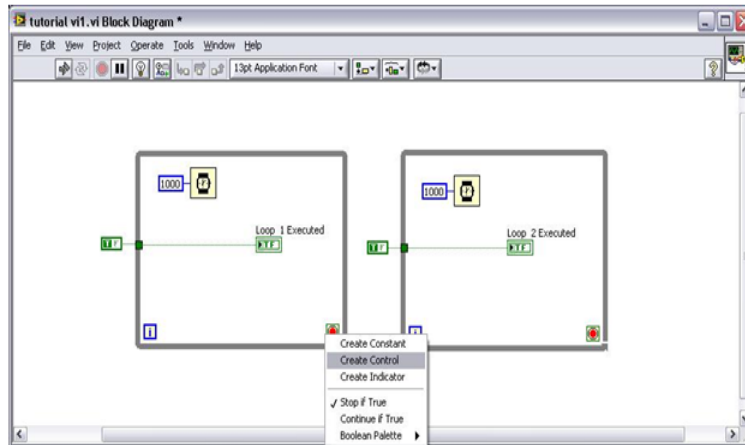 tutorial vi1.vi Block Diagram *
File Edit View Project Operate Tools Window Help
13pt Application Font
1000
1000
Loop 1 Executed
Loop 2 Executed
TF
TF
TF
TF
i
i
Create Constant
Create Control
Create Indicator
Stop if True
Continue if True
Boolean Palette